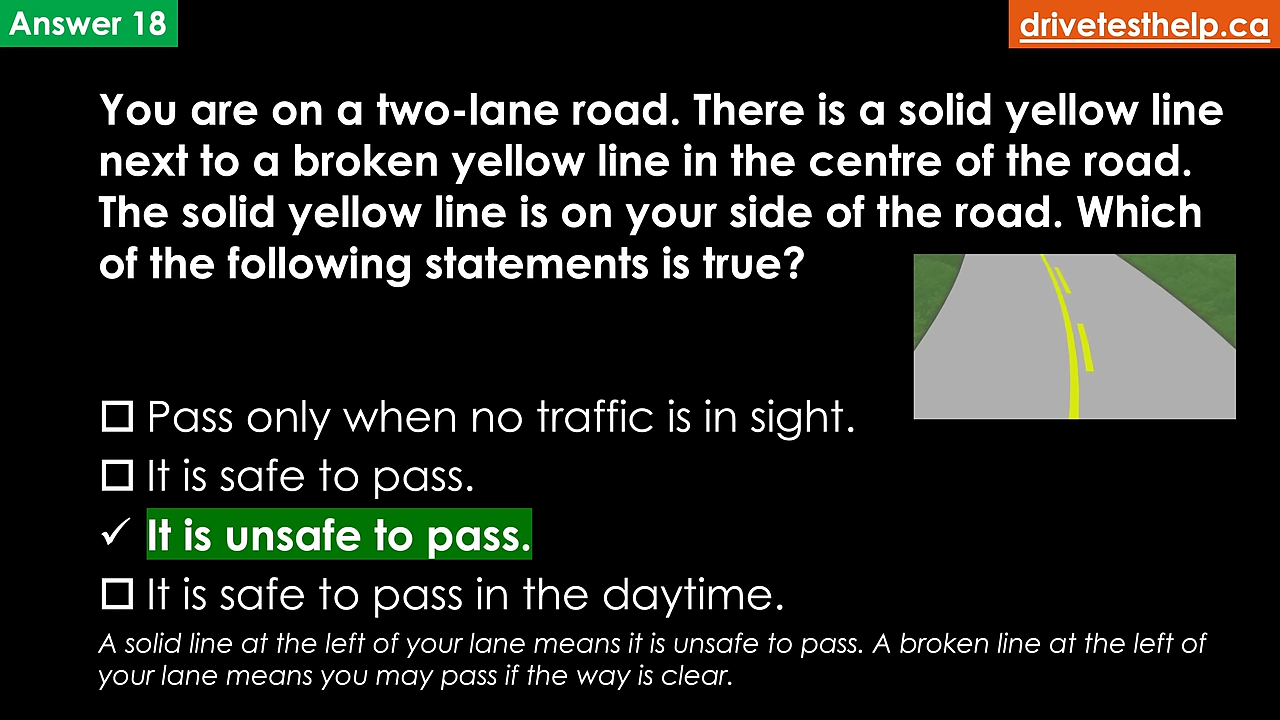 Answer 18
drivetesthelp.ca
You are on a two-lane road. There is a solid yellow line
next to a broken yellow line in the centre of the road.
The solid yellow line is on your side of the road. Which
of the following statements is true?
Pass only when no traffic is in sight.
It is safe to pass.
It is unsafe to pass.
It is safe to pass in the daytime.
A solid line at the left of your lane means it is unsafe to pass. A broken line at the left of
your lane means you may pass if the way is clear.